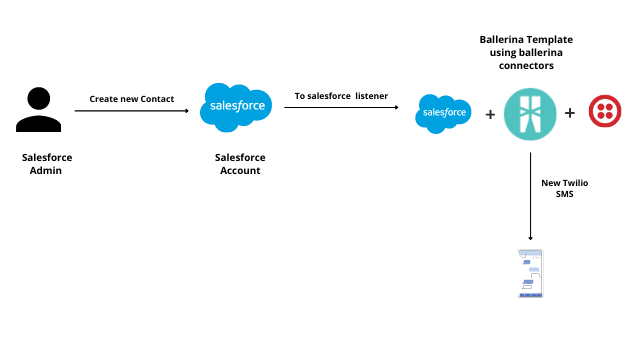 Ballerina Template
using ballerina
connectors
Create new Contact
To salesforce listener
salesforce
salesforce
+
+
Salesforce
Admin
Salesforce
Account
New Twilio
SMS